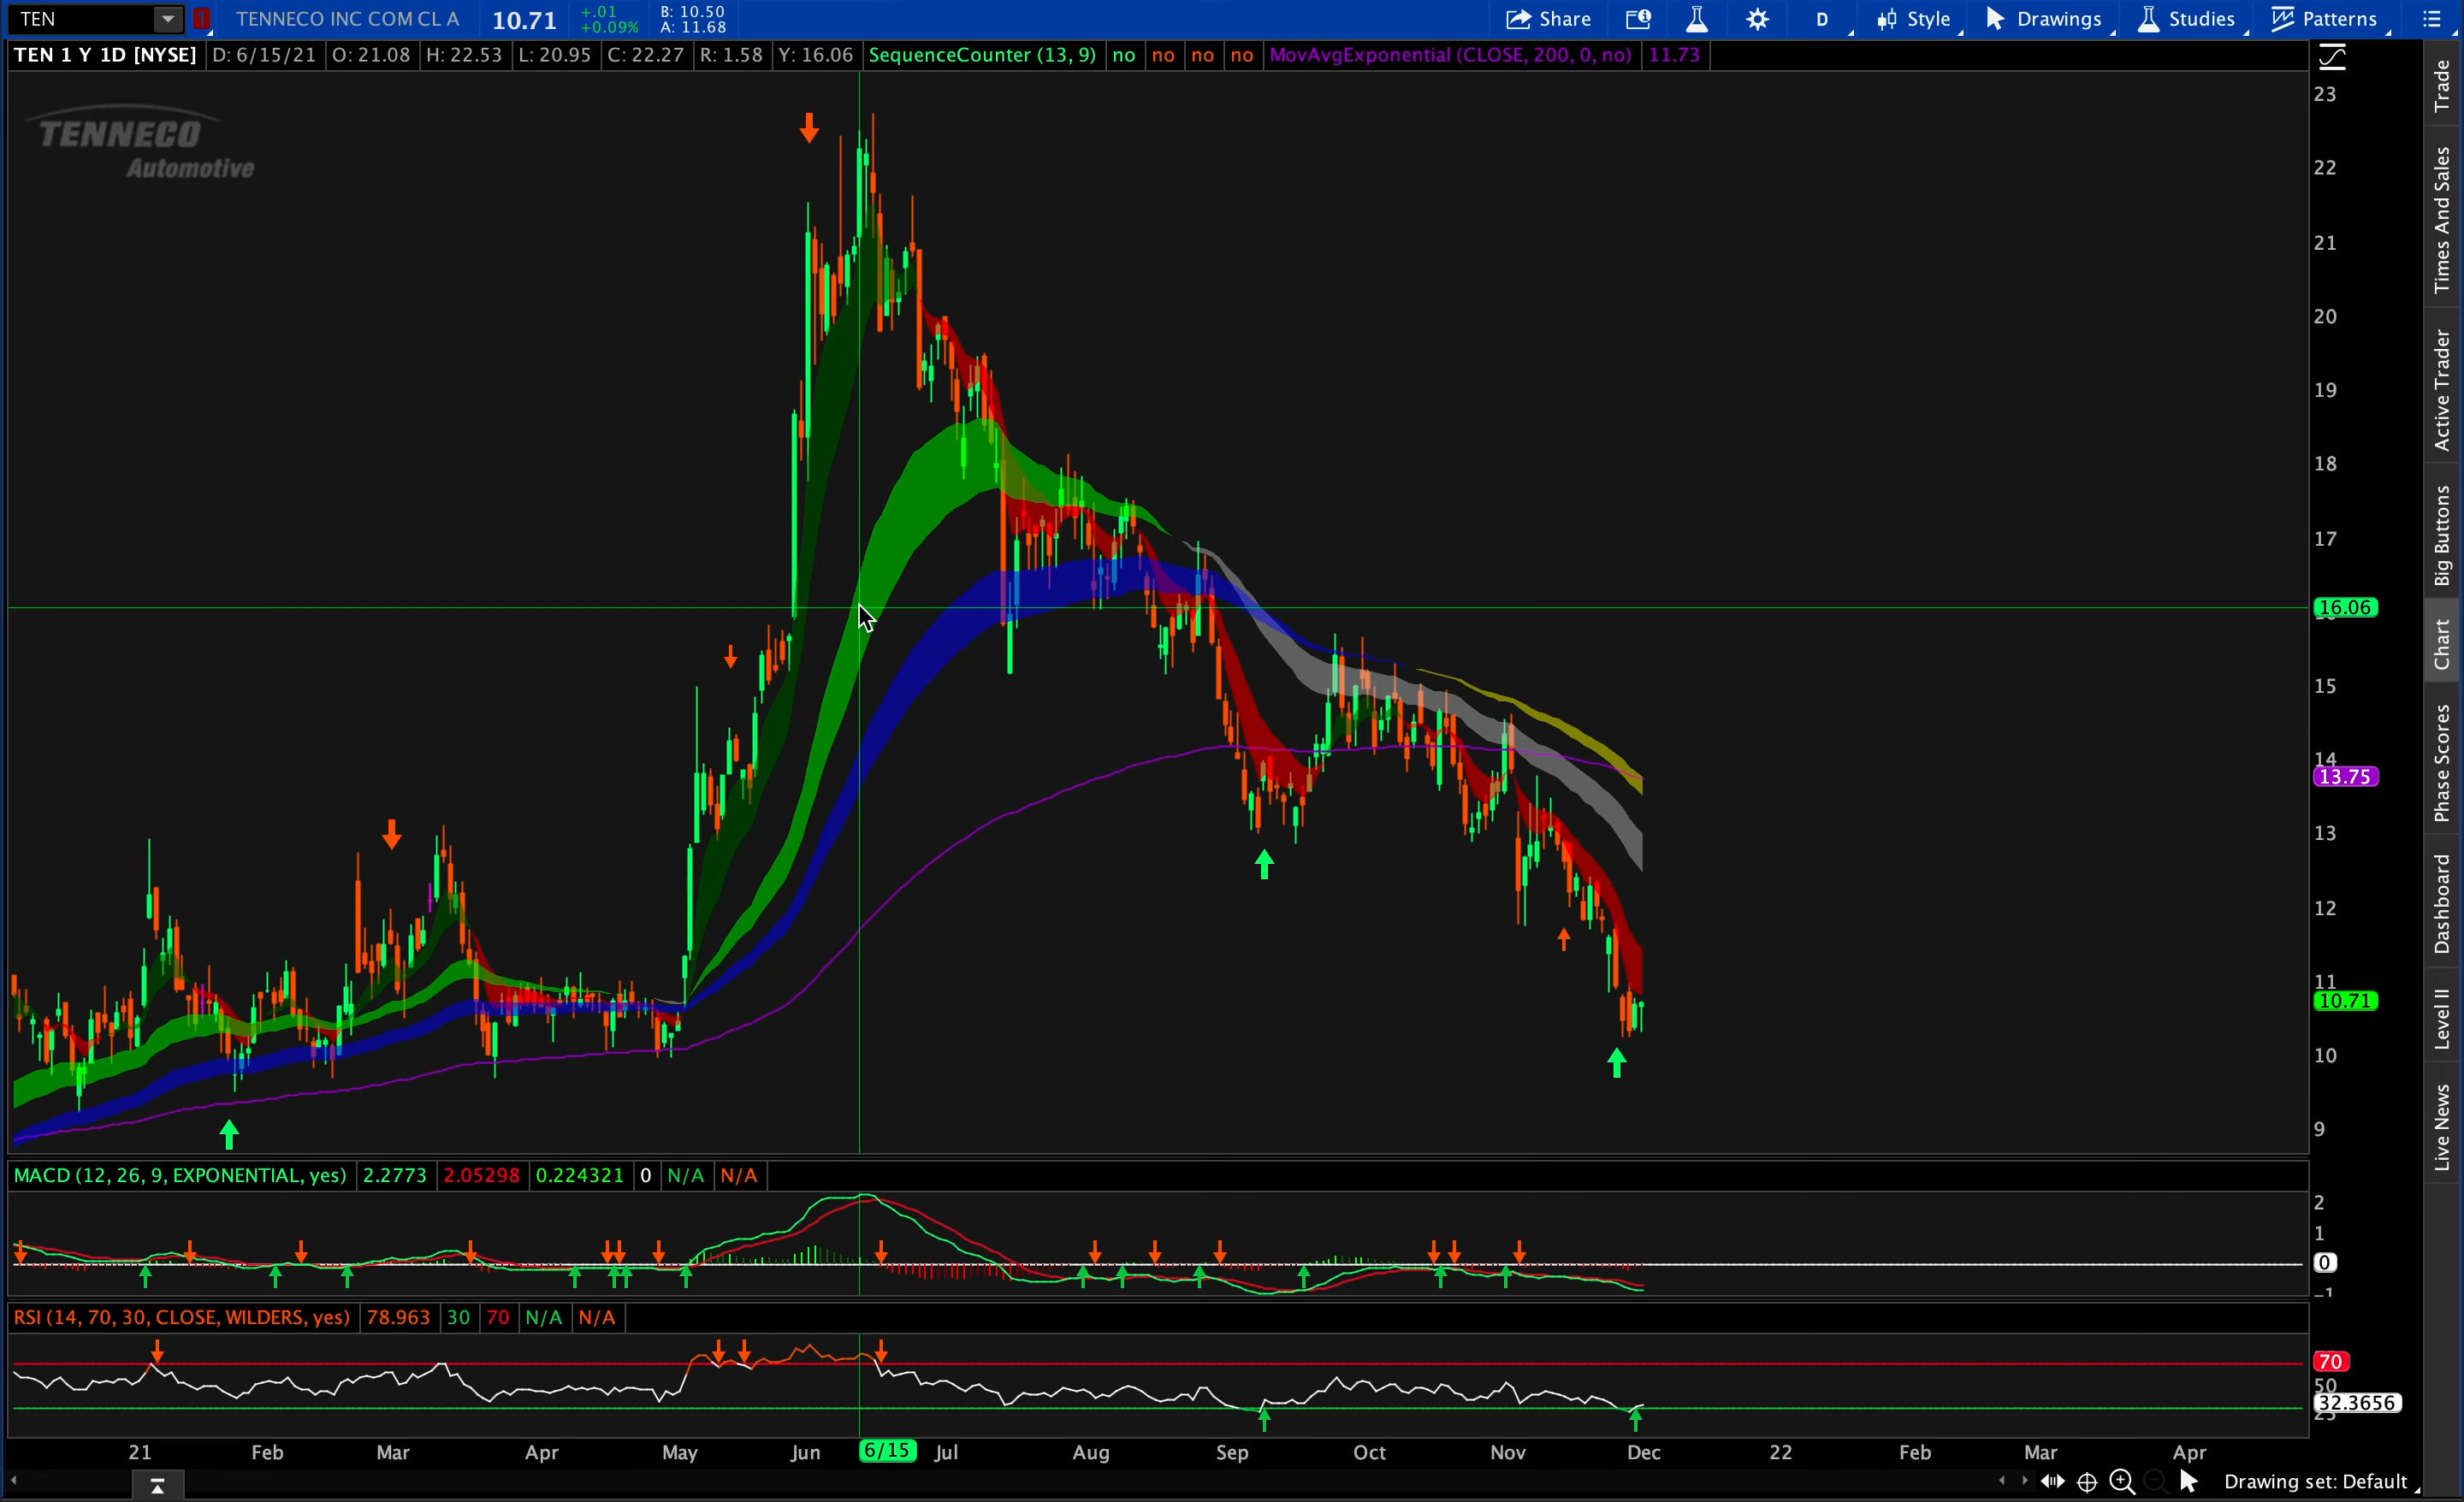 TEN 1 TENNECO INC COM CL A 10.71 +.01 +0.09% B: 10.50 A: 11.68 Share D Style Drawings Studies Patterns
TEN 1 Y 1D [NYSE] D: 6/15/21 O: 21.08 H: 22.53 L: 20.95 C: 22.27 R: 1.58 Y: 16.06 SequenceCounter (13, 9) no no no no MovAvgExponential (CLOSE, 200, 0, no) 11.73
TENNECO
Automotive
23
22
21
20
19
18
17
16.06
15
14
13.75
13
12
11
10.71
10
9
MACD (12, 26, 9, EXPONENTIAL, yes) 2.2773 2.05298 0.224321 0 N/A N/A
2
1
0
-1
RSI (14, 70, 30, CLOSE, WILDERS, yes) 78.963 30 70 N/A N/A
70
50
32.3656
25
21 Feb Mar Apr May Jun 6/15 Jul Aug Sep Oct Nov Dec 22 Feb Mar Apr
Drawing set: Default
Trade
Times And Sales
Active Trader
Big Buttons
Chart
Phase Scores
Dashboard
Level II
Live News